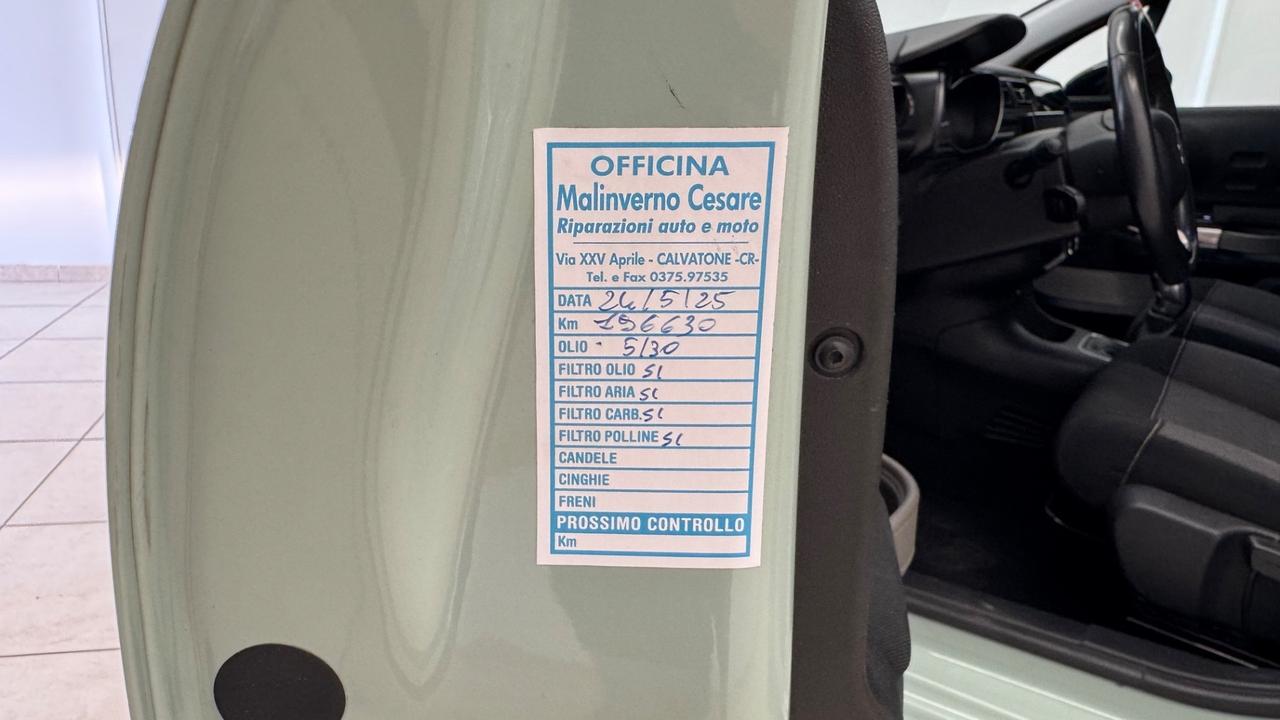 OFFICINA
Malinverno Cesare
Riparazioni auto e moto
Via XXV Aprile - CALVATONE -CR-
Tel. e Fax 0375.97535
DATA 24/5/25
Km 196630
OLIO 5/30
FILTRO OLIO SI
FILTRO ARIA SI
FILTRO CARB. SI
FILTRO POLLINE SI
CANDELE
CINGHIE
FRENI
PROSSIMO CONTROLLO
Km